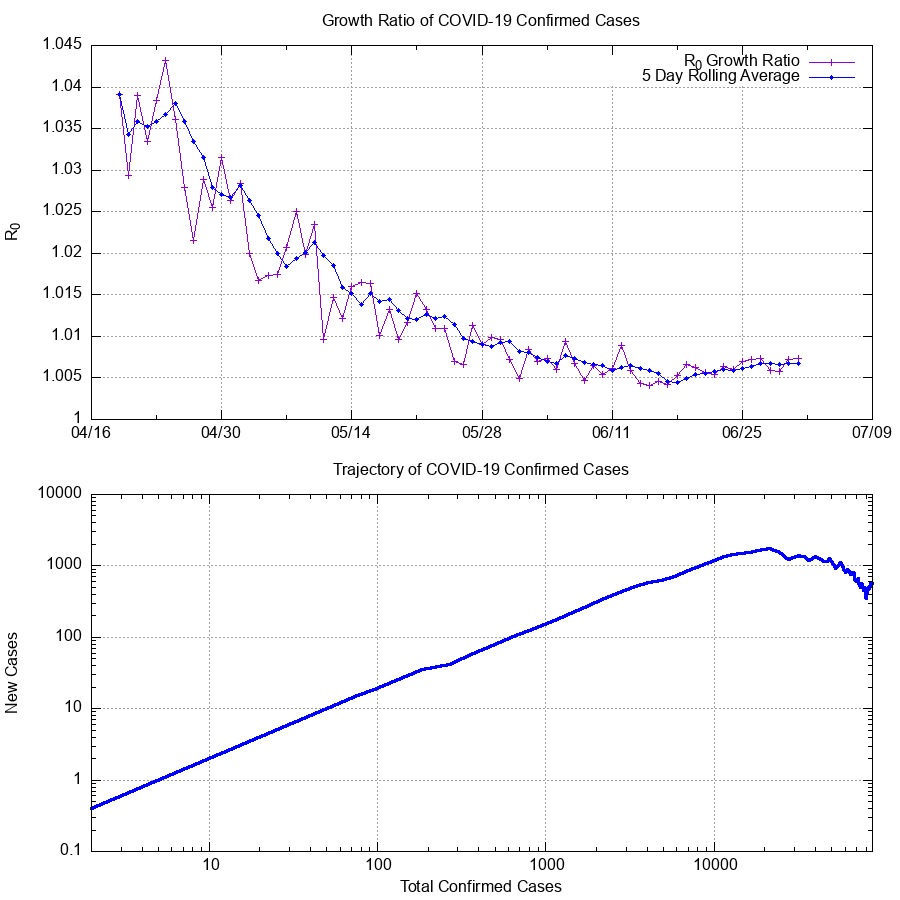 Growth Ratio of COVID-19 Confirmed Cases
1.045
1.04
1.035
1.03
1.025
1.02
1.015
1.01
1.005
1
R0
R0 Growth Ratio
5 Day Rolling Average
04/16 04/30 05/14 05/28 06/11 06/25 07/09
Trajectory of COVID-19 Confirmed Cases
10000
1000
100
10
1
0.1
New Cases
10 100 1000 10000
Total Confirmed Cases